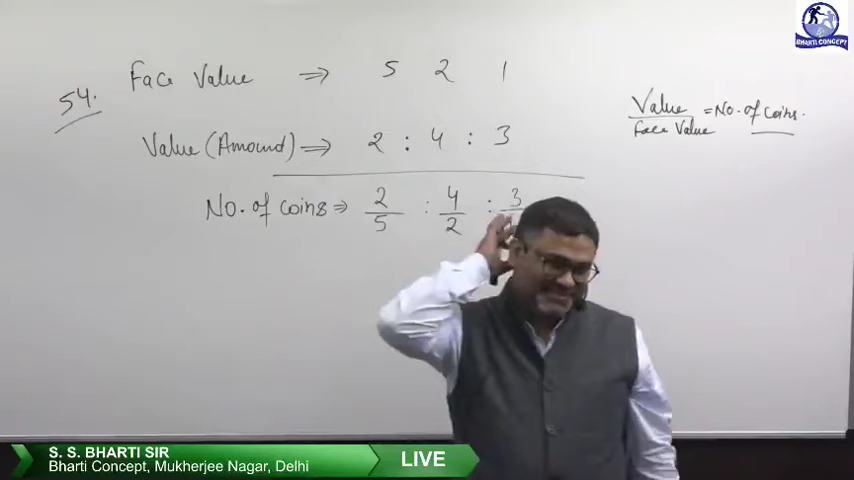 54. Face Value ⇒ 5 2 1
Value (Amound) ⇒ 2 : 4 : 3
No. of coins ⇒ 2/5 : 4/2 : 3
Value/Face Value = No. of coins.
BHARTI CONCEPT
S. S. BHARTI SIR
Bharti Concept, Mukherjee Nagar, Delhi
LIVE